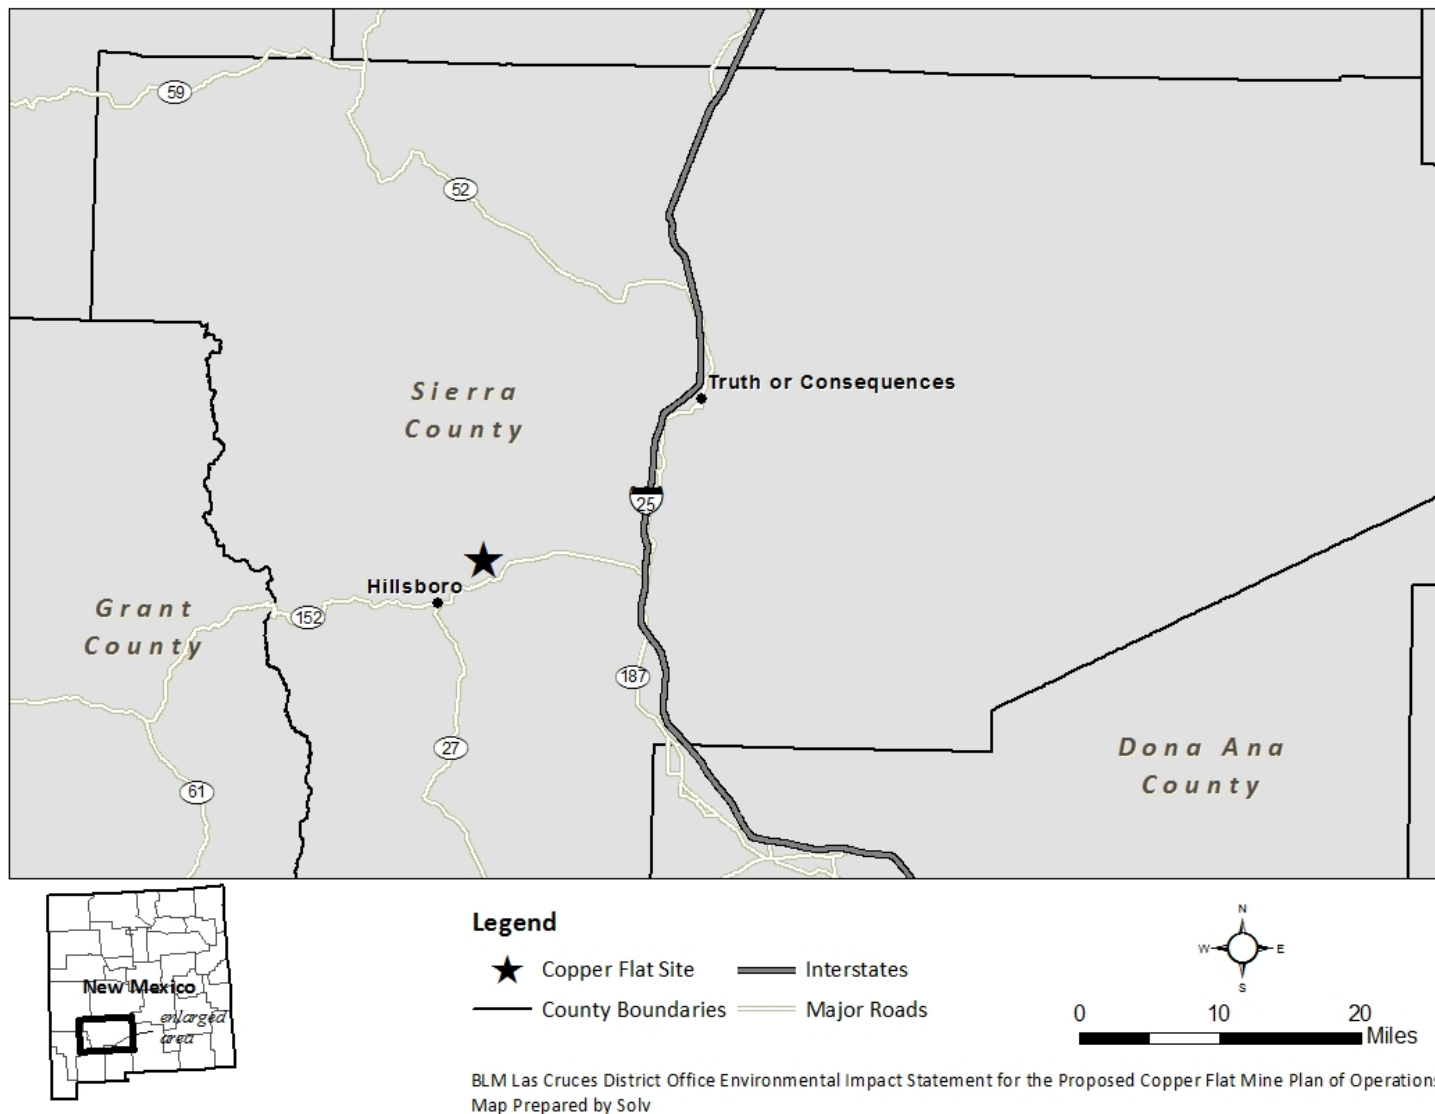 59
52
Sierra
County
Truth or Consequences
25
Hillsboro
Grant
County
152
187
27
61
Dona Ana
County
New Mexico
enlarged
area
Legend
Copper Flat Site
Interstates
County Boundaries
Major Roads
N
W
E
S
0
10
20
Miles
BLM Las Cruces District Office Environmental Impact Statement for the Proposed Copper Flat Mine Plan of Operations
Map Prepared by Solv